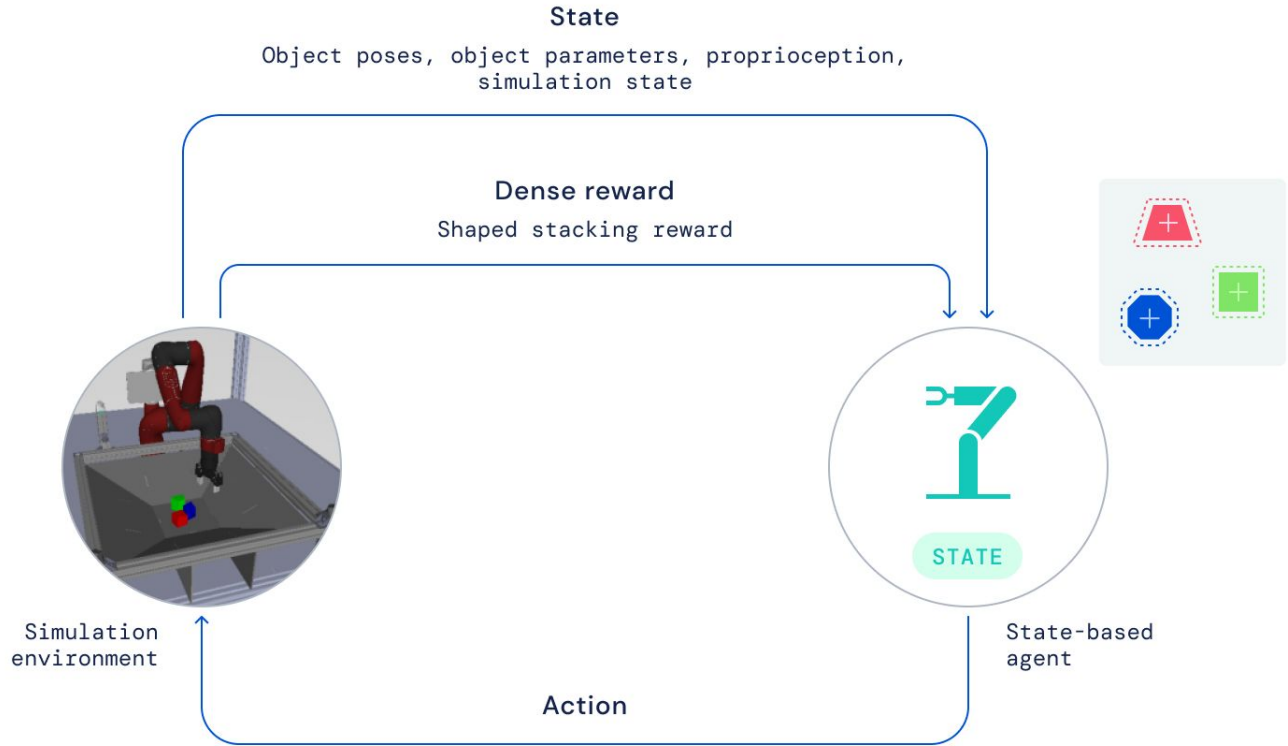 State
Object poses, object parameters, proprioception,
simulation state
Dense reward
Shaped stacking reward
STATE
Simulation
environment
State-based
agent
Action